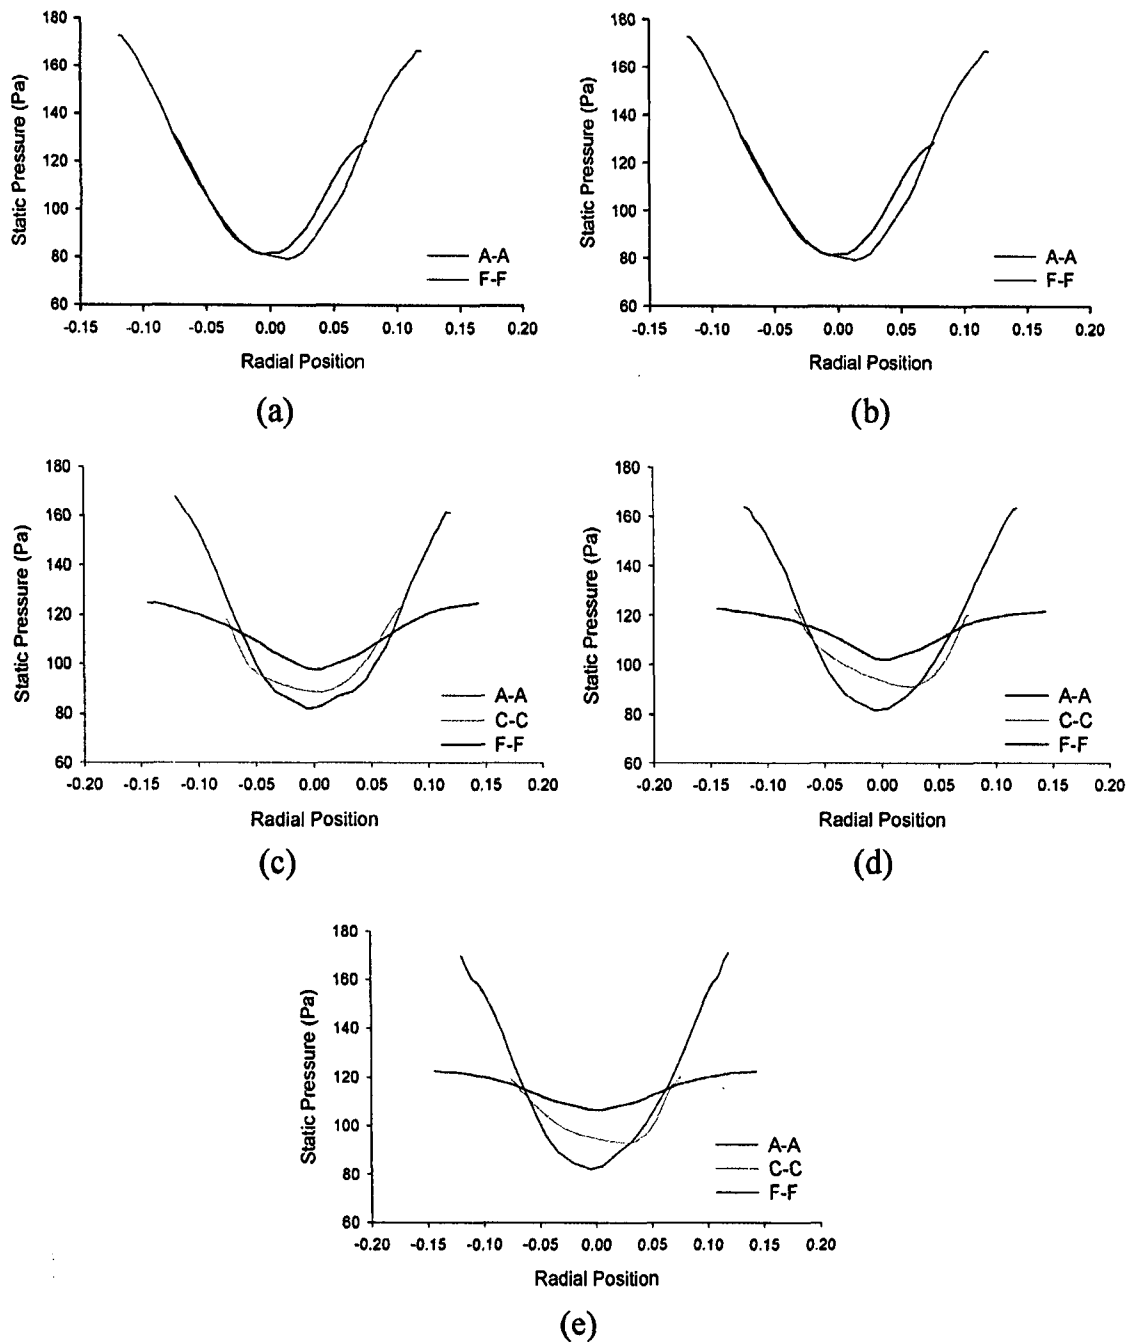 180
160
140
120
100
80
60
Static Pressure (Pa)
A-A
F-F
-0.15 -0.10 -0.05 0.00 0.05 0.10 0.15 0.20
Radial Position
(a)
180
160
140
120
100
80
60
Static Pressure (Pa)
A-A
F-F
-0.15 -0.10 -0.05 0.00 0.05 0.10 0.15 0.20
Radial Position
(b)
180
160
140
120
100
80
60
Static Pressure (Pa)
A-A
C-C
F-F
-0.20 -0.15 -0.10 -0.05 0.00 0.05 0.10 0.15 0.20
Radial Position
(c)
180
160
140
120
100
80
60
Static Pressure (Pa)
A-A
C-C
F-F
-0.20 -0.15 -0.10 -0.05 0.00 0.05 0.10 0.15 0.20
Radial Position
(d)
180
160
140
120
100
80
60
Static Pressure (Pa)
A-A
C-C
F-F
-0.20 -0.15 -0.10 -0.05 0.00 0.05 0.10 0.15 0.20
Radial Position
(e)